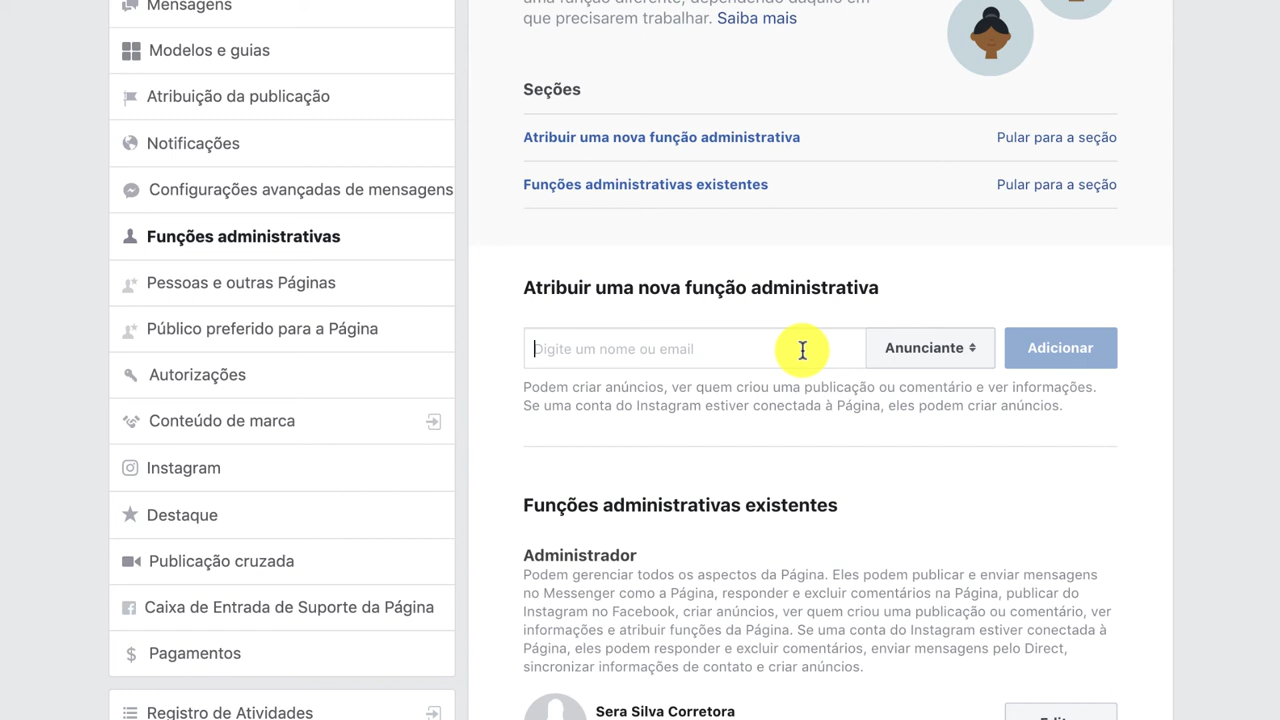 Mensagens
Modelos e guias
Atribuição da publicação
Notificações
Configurações avançadas de mensagens
Funções administrativas
Pessoas e outras Páginas
Público preferido para a Página
Autorizações
Conteúdo de marca
Instagram
Destaque
Publicação cruzada
Caixa de Entrada de Suporte da Página
Pagamentos
Registro de Atividades
uma função diferente, dependendo daquilo em
que precisarem trabalhar. Saiba mais
Seções
Atribuir uma nova função administrativa Pular para a seção
Funções administrativas existentes Pular para a seção
Atribuir uma nova função administrativa
Digite um nome ou email Anunciante Adicionar
Podem criar anúncios, ver quem criou uma publicação ou comentário e ver informações.
Se uma conta do Instagram estiver conectada à Página, eles podem criar anúncios.
Funções administrativas existentes
Administrador
Podem gerenciar todos os aspectos da Página. Eles podem publicar e enviar mensagens
no Messenger como a Página, responder e excluir comentários na Página, publicar do
Instagram no Facebook, criar anúncios, ver quem criou uma publicação ou comentário, ver
informações e atribuir funções da Página. Se uma conta do Instagram estiver conectada à
Página, eles podem responder e excluir comentários, enviar mensagens pelo Direct,
sincronizar informações de contato e criar anúncios.
Sera Silva Corretora